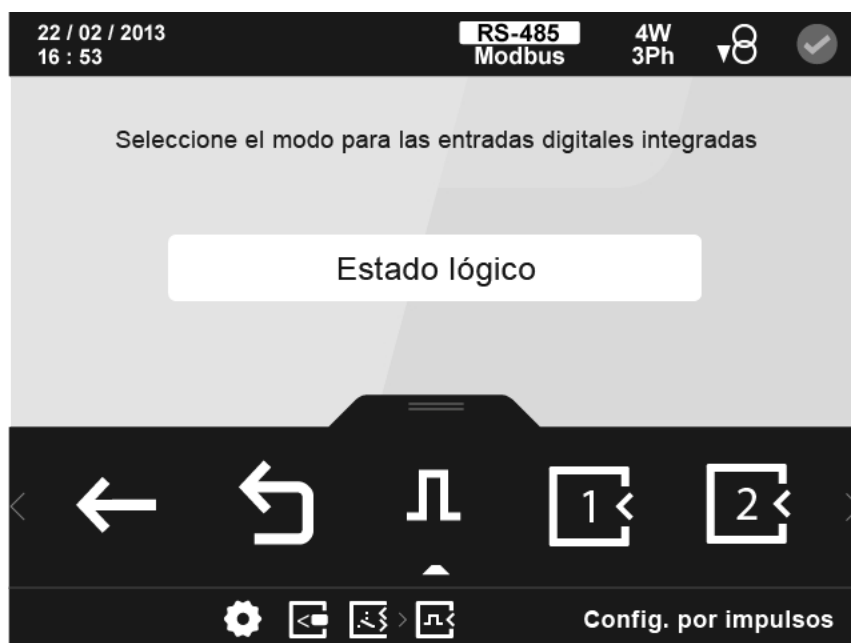 22 / 02 / 2013
16 : 53
RS-485
Modbus
4W
3Ph
Seleccione el modo para las entradas digitales integradas
Estado lógico
1
2
Config. por impulsos